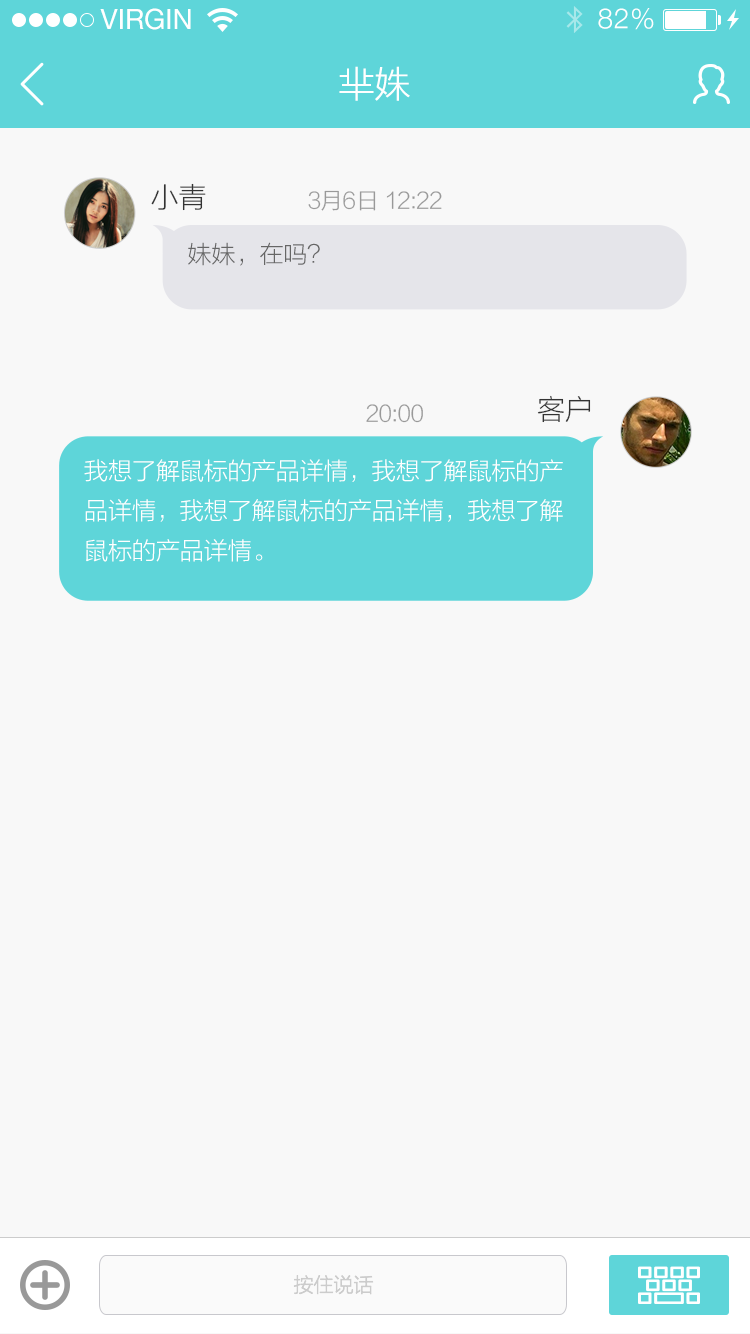 VIRGIN 82%
芈姝
小青 3月6日 12:22
妹妹，在吗?
20:00 客户
我想了解鼠标的产品详情，我想了解鼠标的产
品详情，我想了解鼠标的产品详情，我想了解
鼠标的产品详情。
按住说话